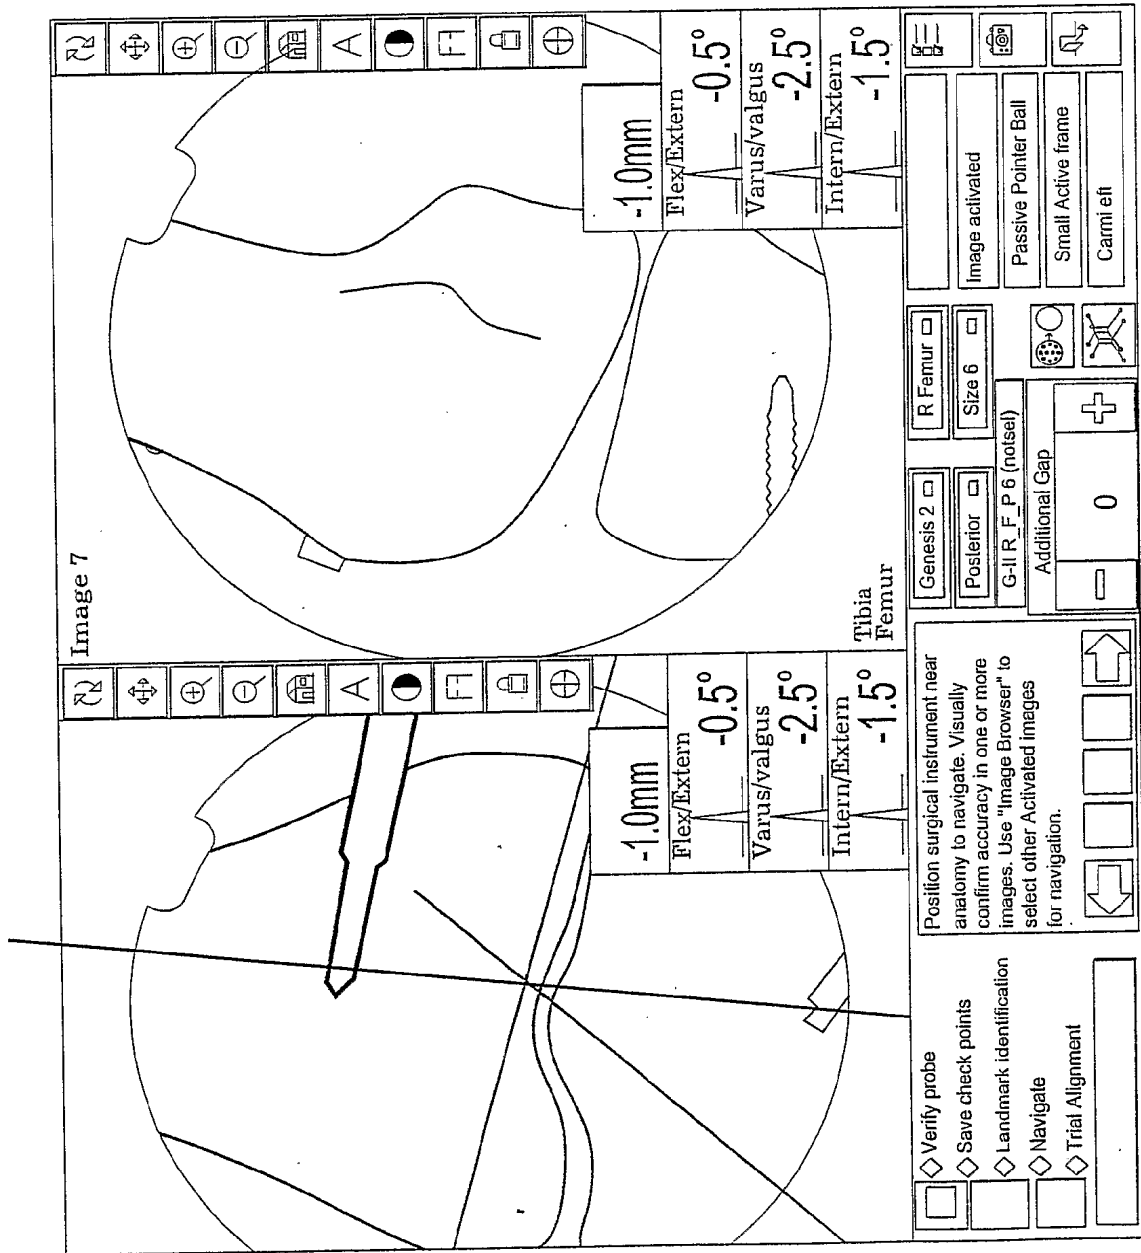 A
-1.0mm
Flex/Extern
-0.5°
Varus/valgus
-2.5°
Intern/Extern
-1.5°
Image 7
Tibia
Femur
A
-1.0mm
Flex/Extern
-0.5°
Varus/valgus
-2.5°
Intern/Extern
-1.5°
Verify probe
Save check points
Landmark identification
Navigate
Trial Alignment
Position surgical instrument near
anatomy to navigate. Visually
confirm accuracy in one or more
images. Use "Image Browser" to
select other Activated Images
for navigation.
Genesis 2
R Femur
Posterior
Size 6
G-II R_F_P 6 (notsel)
Additional Gap
0
Image activated
Passive Pointer Ball
Small Active frame
Carmi eft